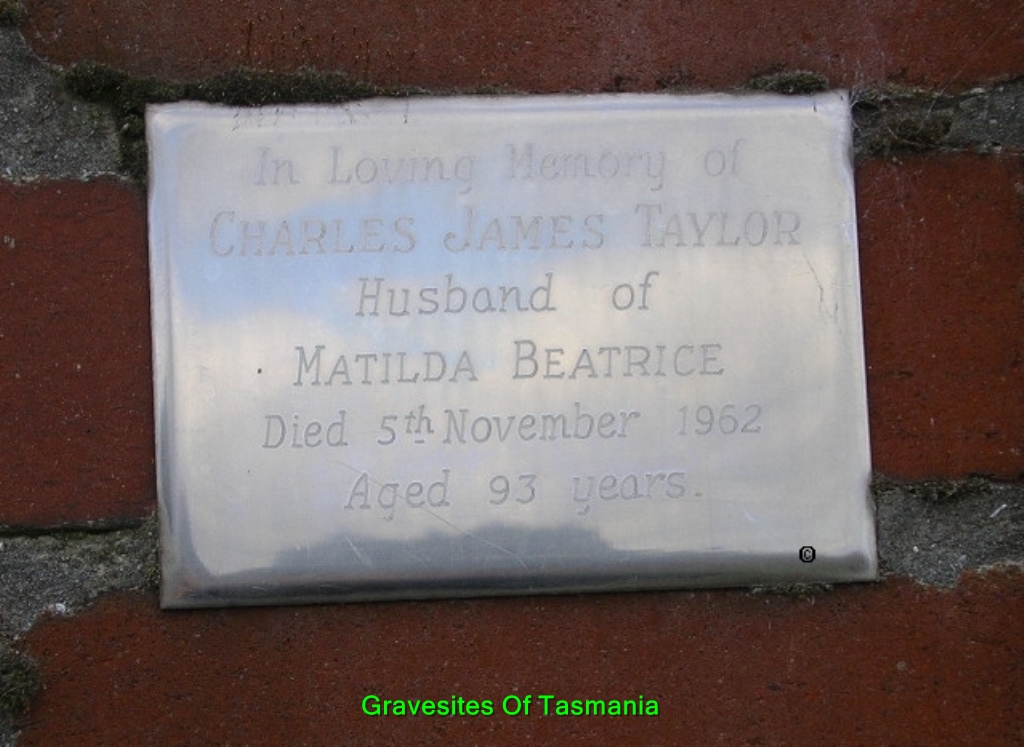 In Loving Memory of
CHARLES JAMES TAYLOR
Husband of
MATILDA BEATRICE
Died 5th November 1962
Aged 93 years.
©
Gravesites Of Tasmania